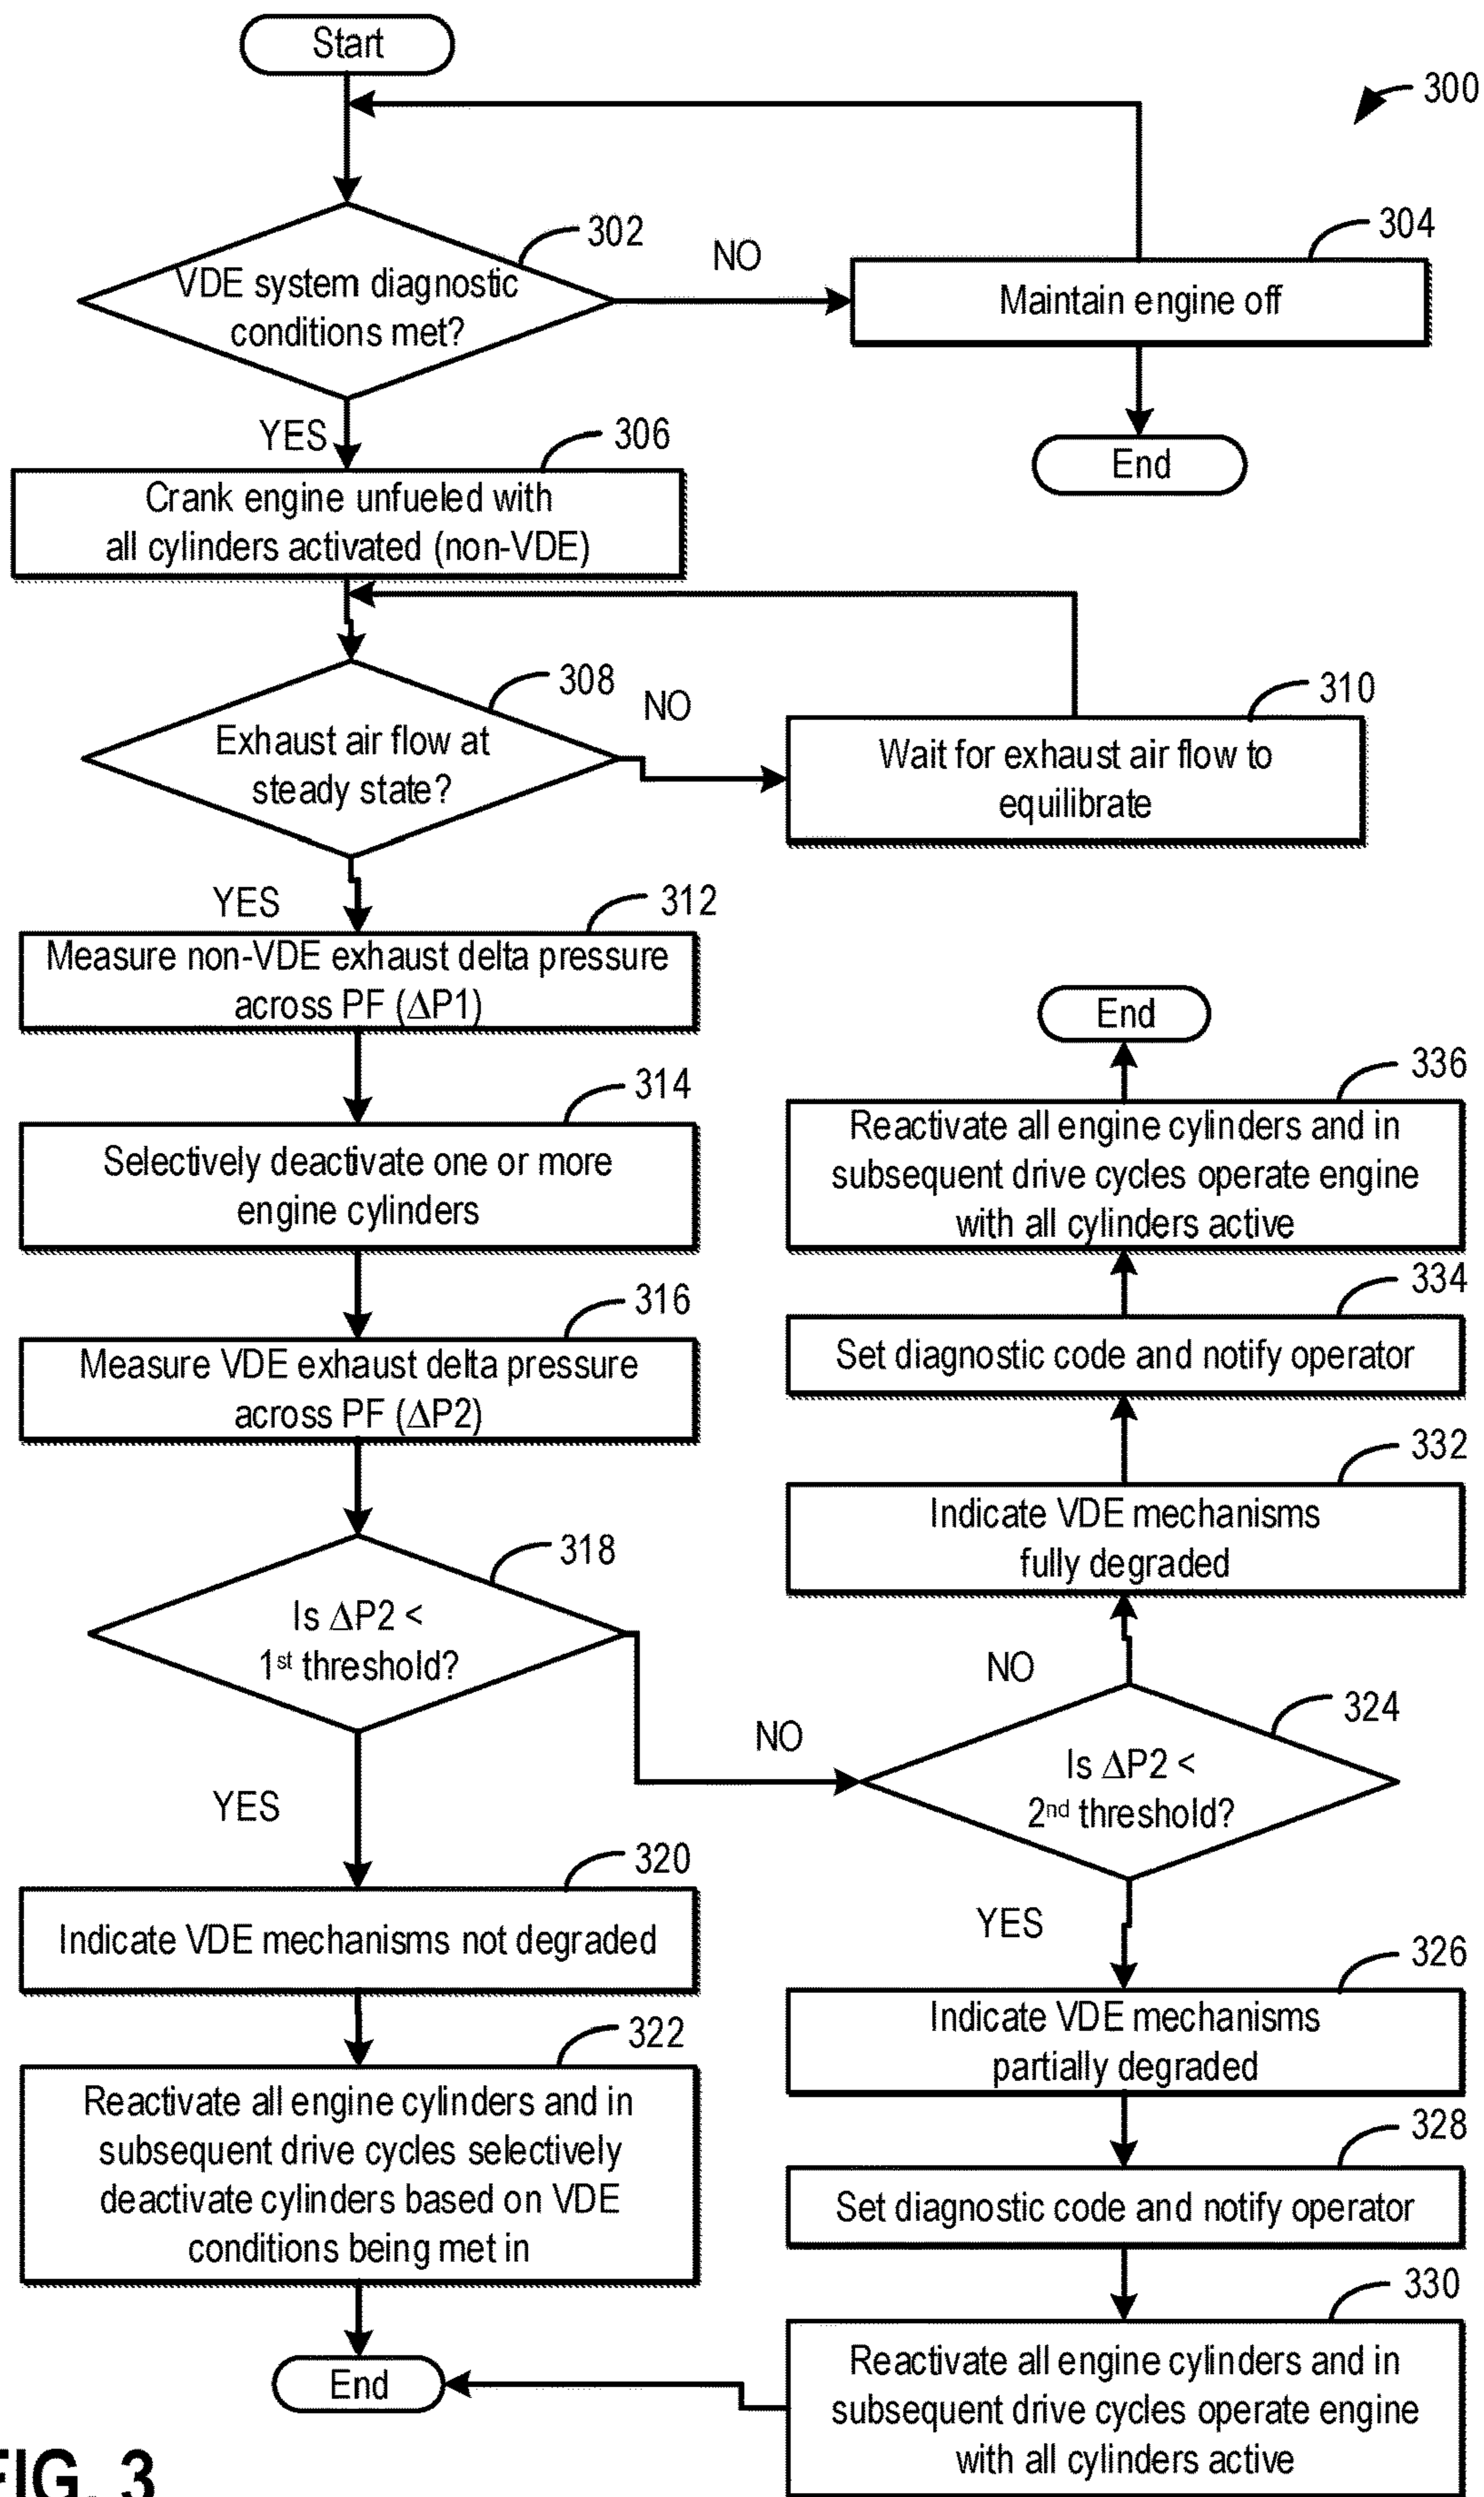 Start
300
302
VDE system diagnostic
conditions met?
NO
304
Maintain engine off
End
YES
306
Crank engine unfueled with
all cylinders activated (non-VDE)
308
Exhaust air flow at
steady state?
NO
310
Wait for exhaust air flow to
equilibrate
YES
312
Measure non-VDE exhaust delta pressure
across PF (ΔP1)
314
Selectively deactivate one or more
engine cylinders
316
Measure VDE exhaust delta pressure
across PF (ΔP2)
318
Is ΔP2 <
1st threshold?
NO
YES
320
Indicate VDE mechanisms not degraded
322
Reactivate all engine cylinders and in
subsequent drive cycles selectively
deactivate cylinders based on VDE
conditions being met in
End
End
336
Reactivate all engine cylinders and in
subsequent drive cycles operate engine
with all cylinders active
334
Set diagnostic code and notify operator
332
Indicate VDE mechanisms
fully degraded
NO
324
Is ΔP2 <
2nd threshold?
YES
326
Indicate VDE mechanisms
partially degraded
328
Set diagnostic code and notify operator
330
Reactivate all engine cylinders and in
subsequent drive cycles operate engine
with all cylinders active
FIG. 3